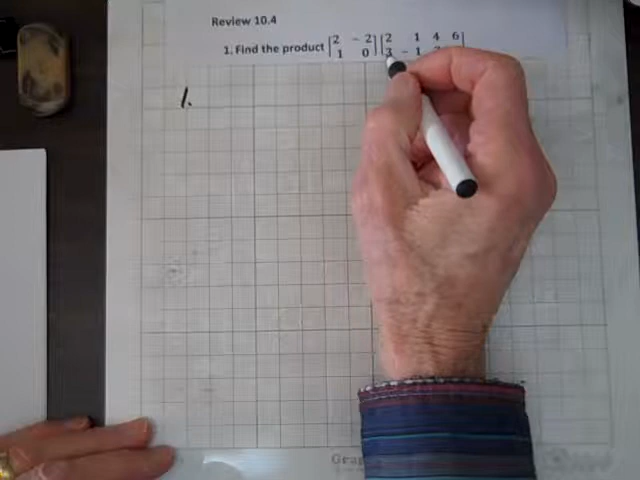 Review 10.4
1. Find the product |2 - 2| |2 1 4 6|
|1 0| |3 - 1
1.